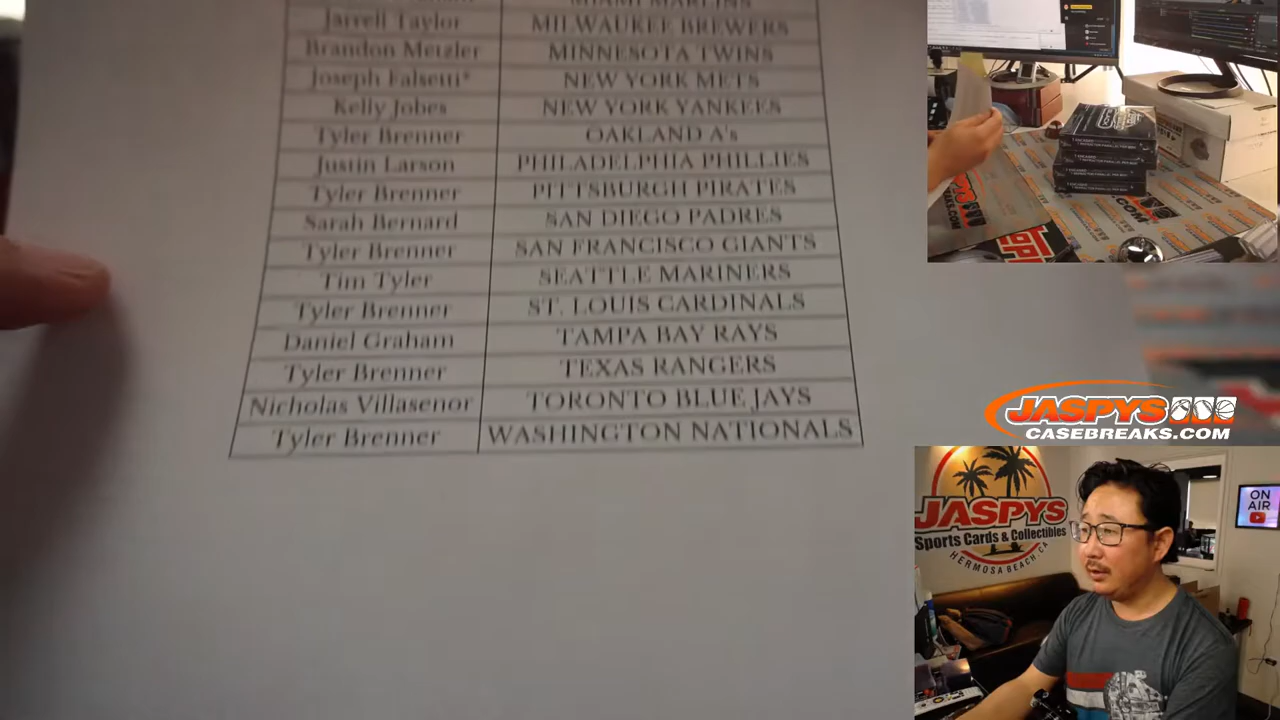 MIAMI MARLINS
Jarrell Taylor MILWAUKEE BREWERS
Brandon Metzler MINNESOTA TWINS
Joseph Falsetti* NEW YORK METS
Kelly Jobes NEW YORK YANKEES
Tyler Brenner OAKLAND A's
Justin Larson PHILADELPHIA PHILLIES
Tyler Brenner PITTSBURGH PIRATES
Sarah Bernard SAN DIEGO PADRES
Tyler Brenner SAN FRANCISCO GIANTS
Tim Tyler SEATTLE MARINERS
Tyler Brenner ST. LOUIS CARDINALS
Daniel Graham TAMPA BAY RAYS
Tyler Brenner TEXAS RANGERS
Nicholas Villasenor TORONTO BLUE JAYS
Tyler Brenner WASHINGTON NATIONALS
JASPYS
CASEBREAKS.COM
JASPYS
Sports Cards & Collectibles
HERMOSA BEACH, CA
ON
AIR